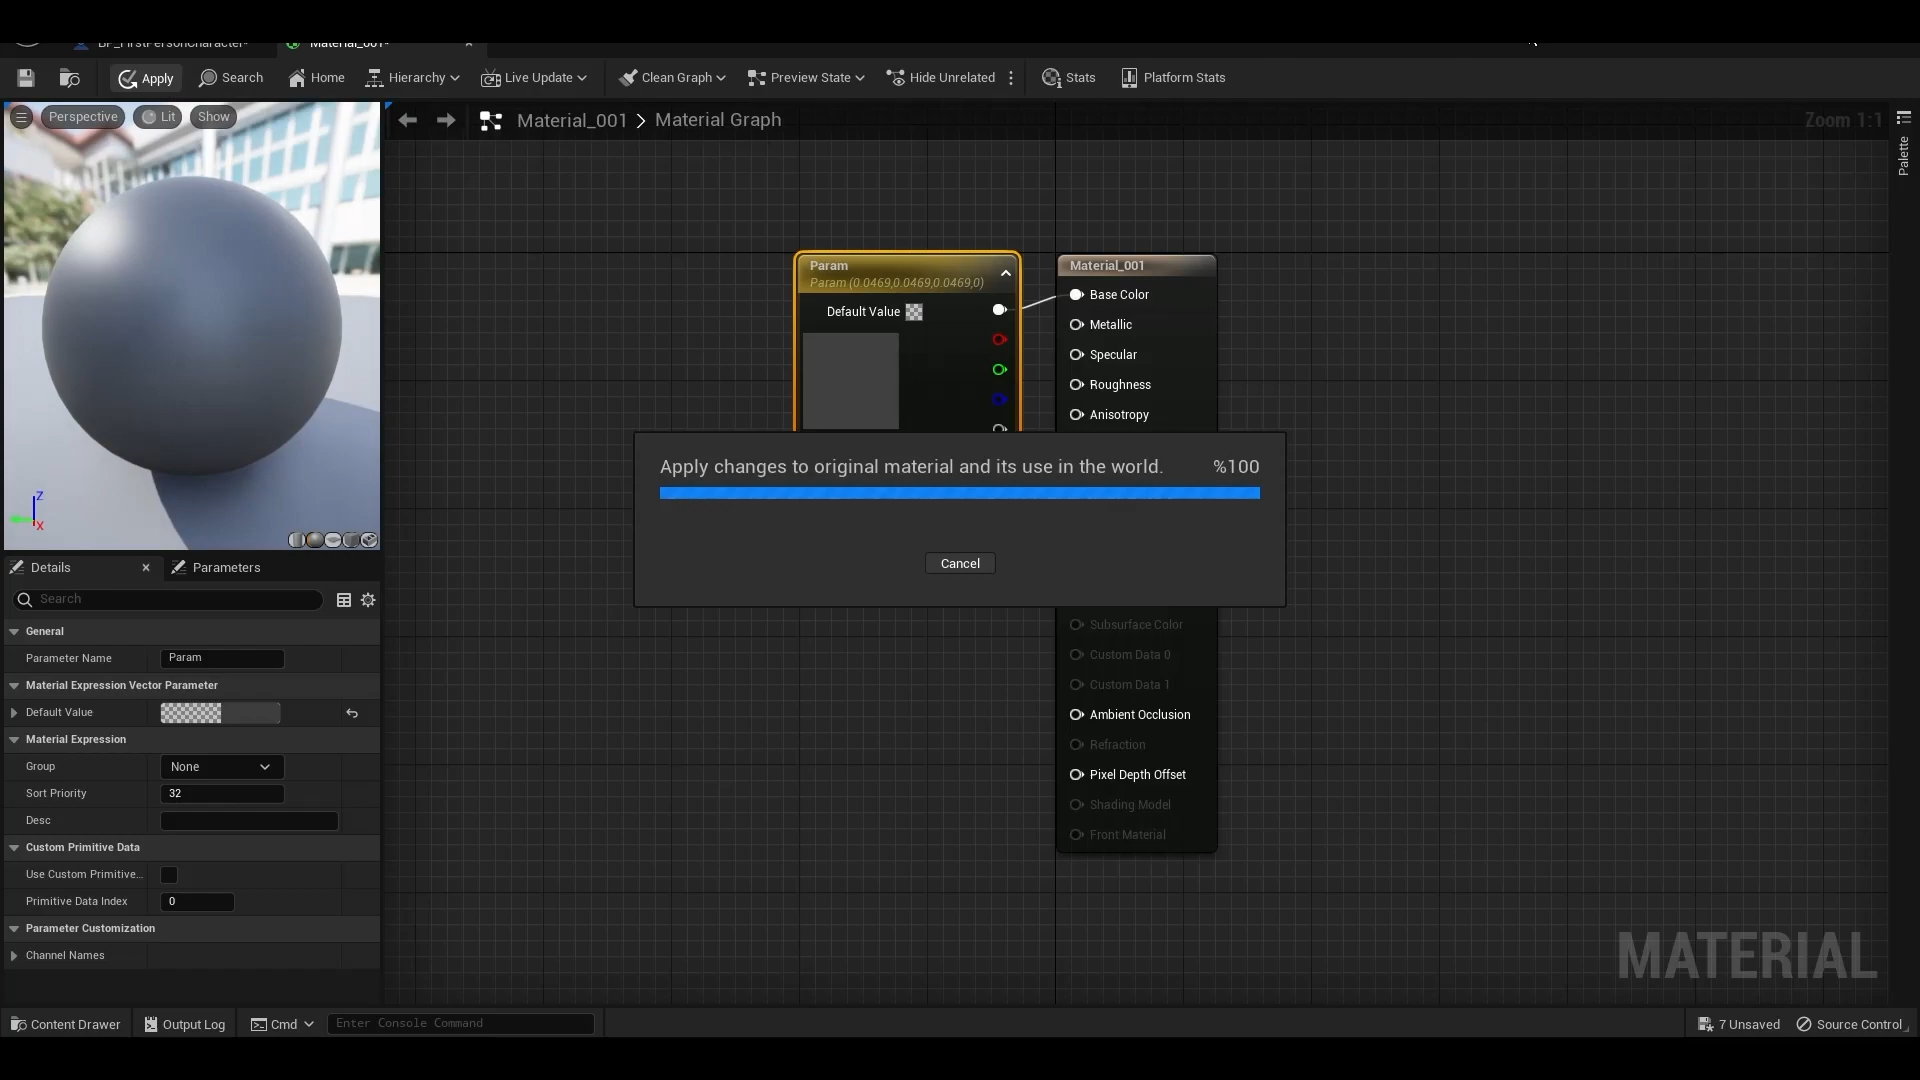 BP_FirstPersonCharacter*
Material_001*
Apply
Search
Home
Hierarchy
Live Update
Clean Graph
Preview State
Hide Unrelated
Stats
Platform Stats
Perspective
Lit
Show
Material_001
Material Graph
Zoom 1:1
Palette
Param
Param (0.0469,0.0469,0.0469,0)
Default Value
Material_001
Base Color
Metallic
Specular
Roughness
Anisotropy
Apply changes to original material and its use in the world.
%100
Cancel
Subsurface Color
Custom Data 0
Custom Data 1
Ambient Occlusion
Refraction
Pixel Depth Offset
Shading Model
Front Material
Z
X
Details
Parameters
Search
General
Parameter Name
Param
Material Expression Vector Parameter
Default Value
Material Expression
Group
None
Sort Priority
32
Desc
Custom Primitive Data
Use Custom Primitive...
Primitive Data Index
0
Parameter Customization
Channel Names
MATERIAL
Content Drawer
Output Log
Cmd
Enter Console Command
7 Unsaved
Source Control